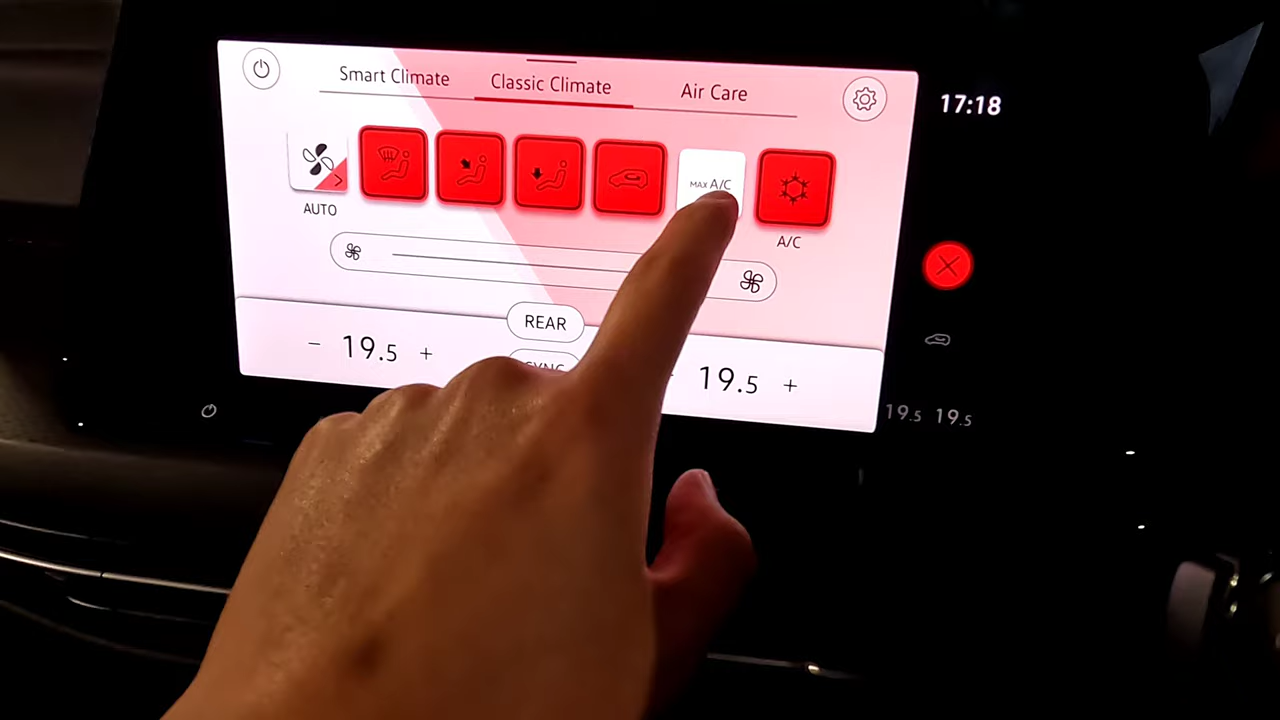 Smart Climate
Classic Climate
Air Care
17:18
MAX A/C
AUTO
A/C
REAR
SYNC
− 19.5 +
19.5 +
19.5 19.5